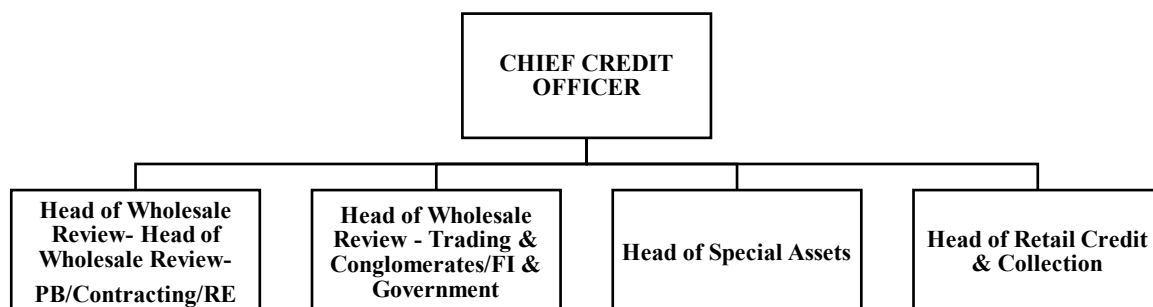 CHIEF CREDIT
OFFICER
Head of Wholesale
Review- Head of
Wholesale Review-
PB/Contracting/RE
Head of Wholesale
Review - Trading &
Conglomerates/FI &
Government
Head of Special Assets
Head of Retail Credit
& Collection